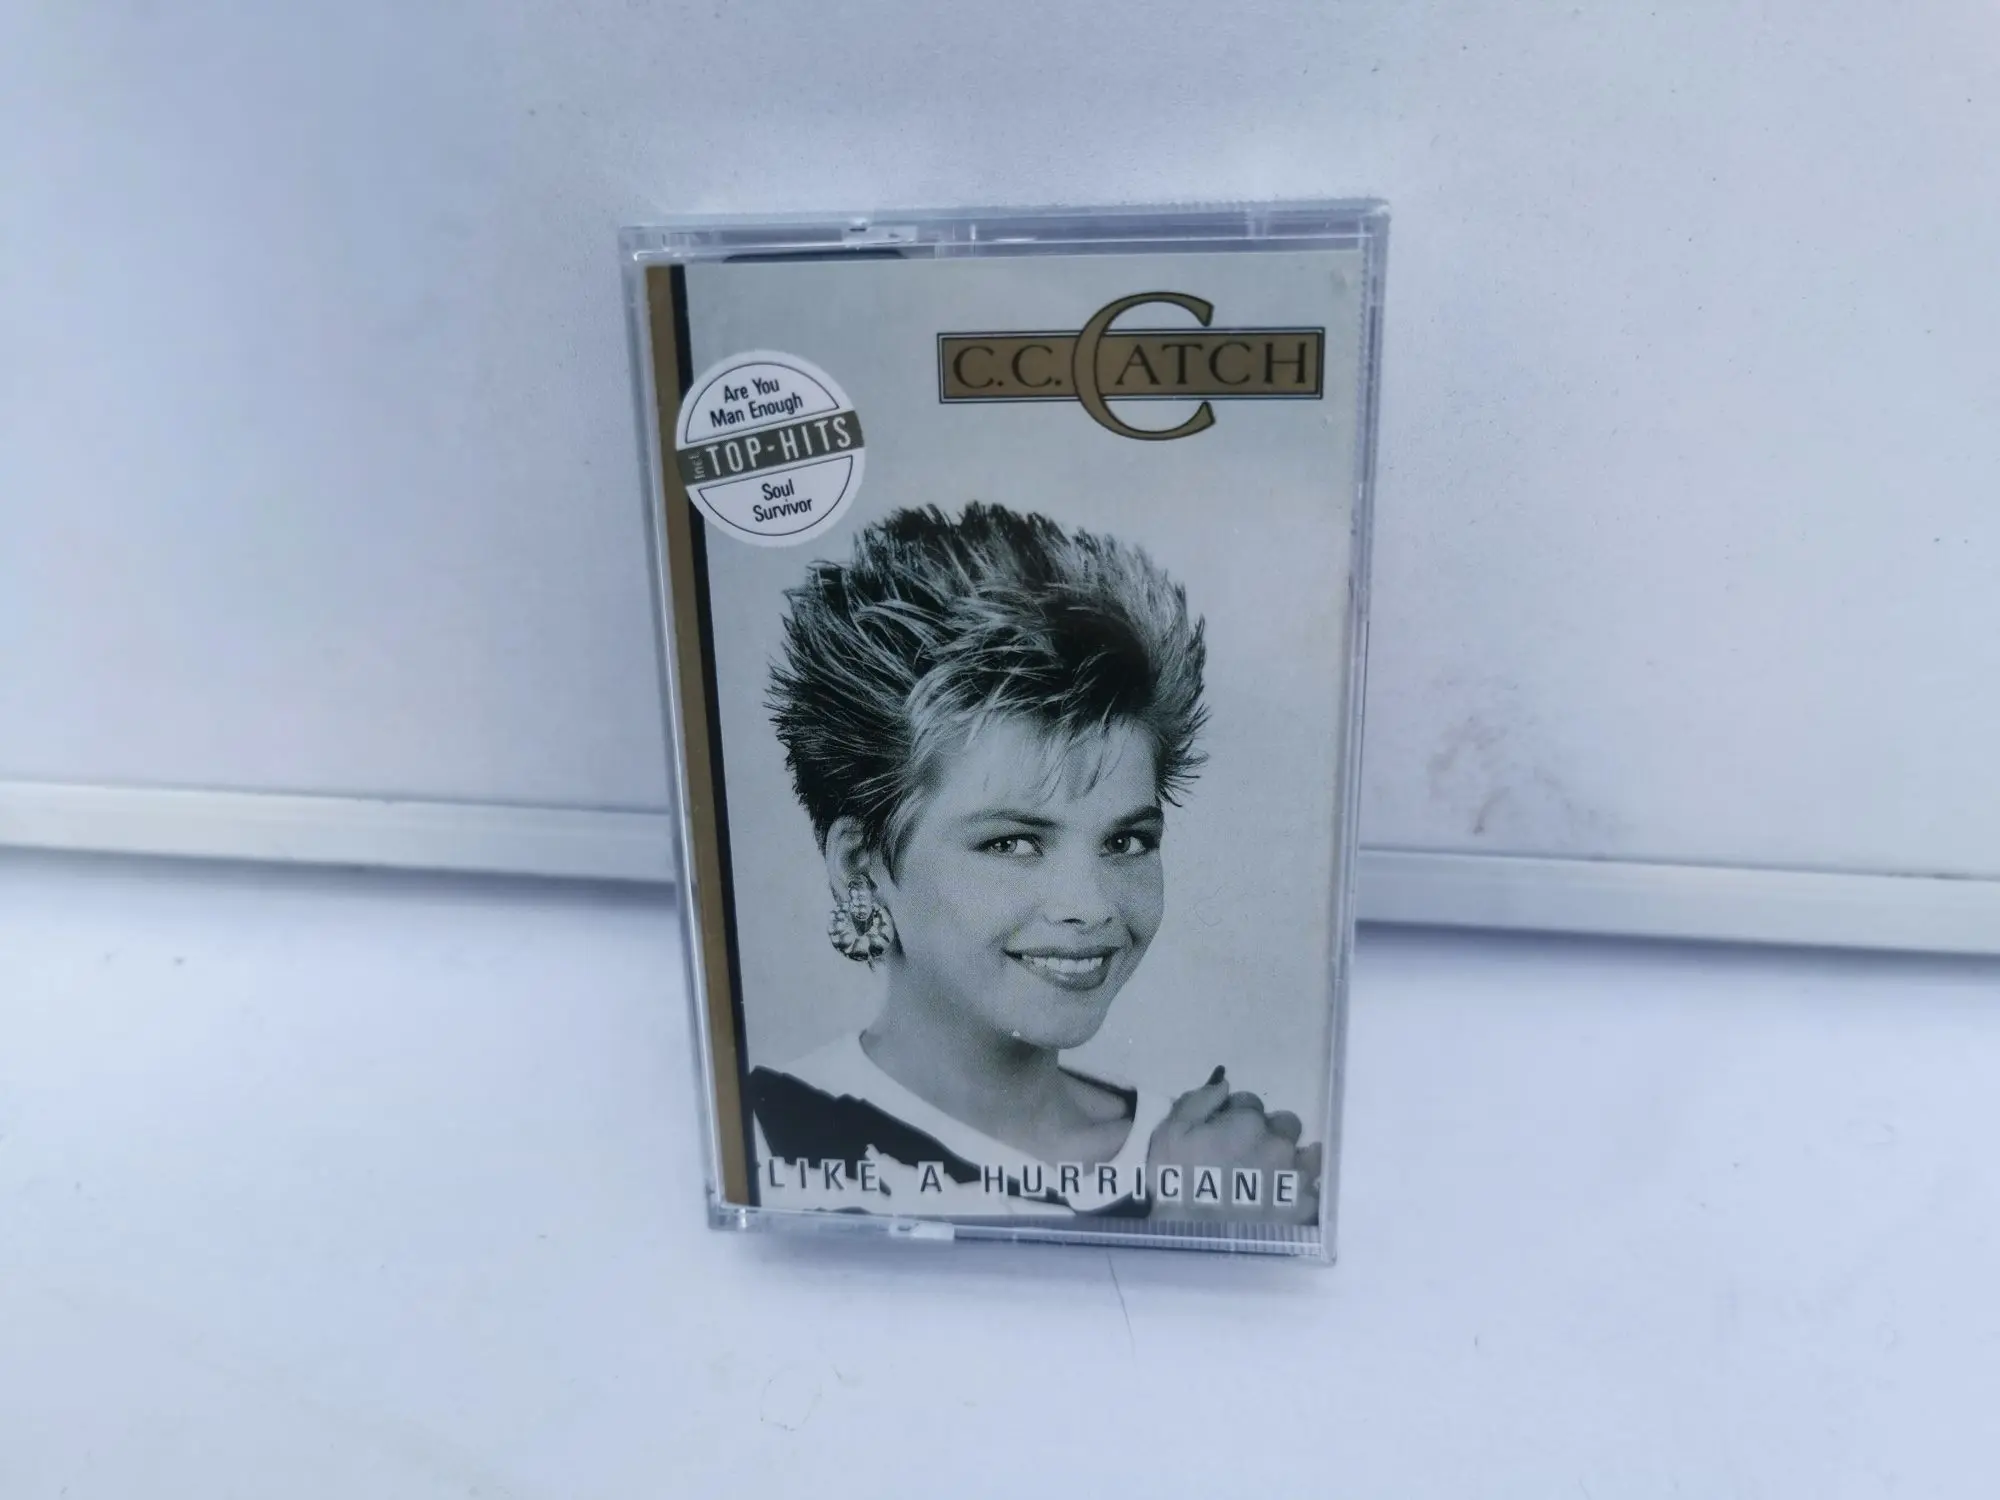 C.C.CATCH
Are You
Man Enough
incl. TOP-HITS
Soul
Survivor
LIKE A HURRICANE